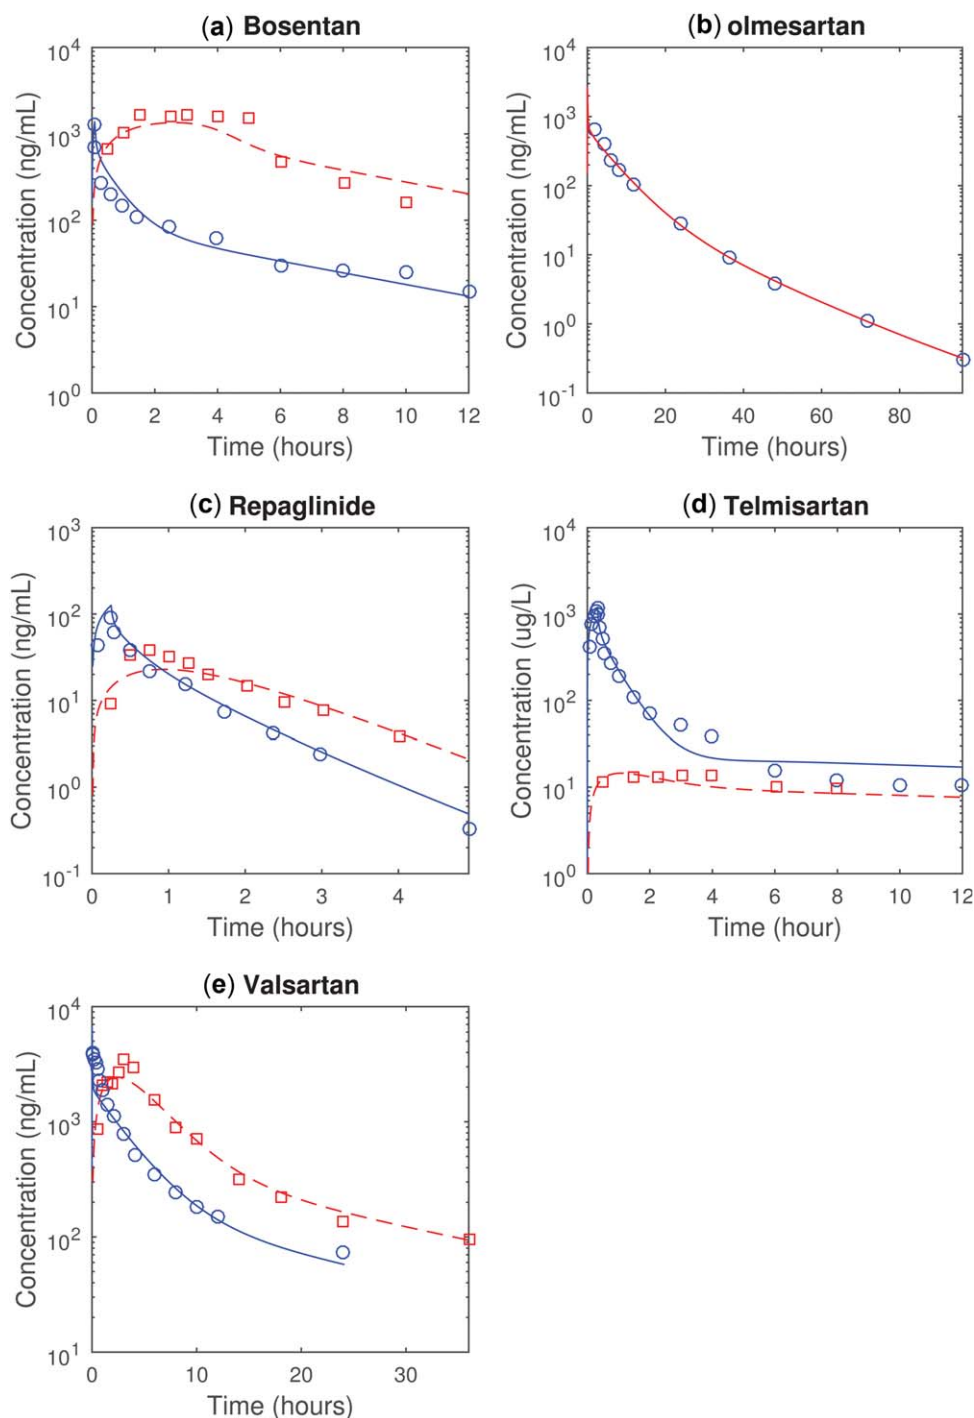 (a) Bosentan
10^4
10^3
10^2
10^1
10^0
Concentration (ng/mL)
0 2 4 6 8 10 12
Time (hours)
(b) olmesartan
10^4
10^3
10^2
10^1
10^0
10^-1
Concentration (ng/mL)
0 20 40 60 80
Time (hours)
(c) Repaglinide
10^3
10^2
10^1
10^0
10^-1
Concentration (ng/mL)
0 1 2 3 4
Time (hours)
(d) Telmisartan
10^4
10^3
10^2
10^1
10^0
Concentration (ug/L)
0 2 4 6 8 10 12
Time (hour)
(e) Valsartan
10^4
10^3
10^2
10^1
Concentration (ng/mL)
0 10 20 30
Time (hours)